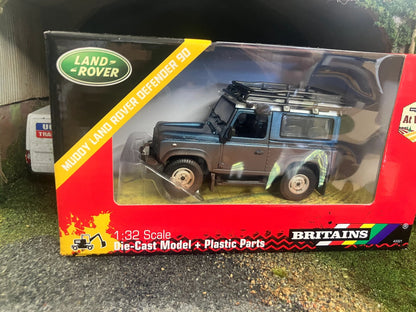 LAND-
-ROVER
MUDDY LAND ROVER DEFENDER 90
1:32 Scale
Die-Cast Model + Plastic Parts
BRITAINS